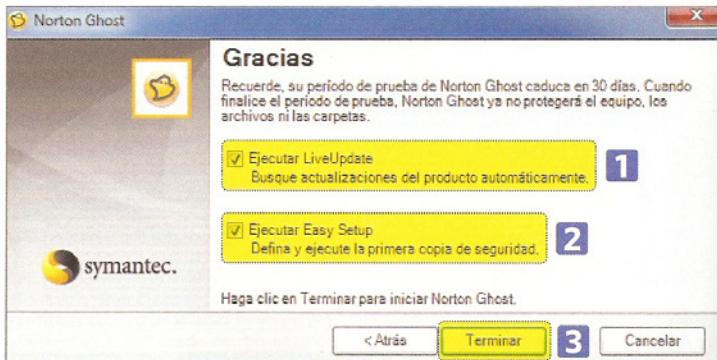 Norton Ghost
Gracias
Recuerde, su período de prueba de Norton Ghost caduca en 30 días. Cuando
finalice el período de prueba, Norton Ghost ya no protegerá el equipo, los
archivos ni las carpetas.
Ejecutar LiveUpdate
Busque actualizaciones del producto automáticamente.
1
Ejecutar Easy Setup
Defina y ejecute la primera copia de seguridad.
2
symantec.
Haga clic en Terminar para iniciar Norton Ghost.
< Atrás
Terminar
3
Cancelar